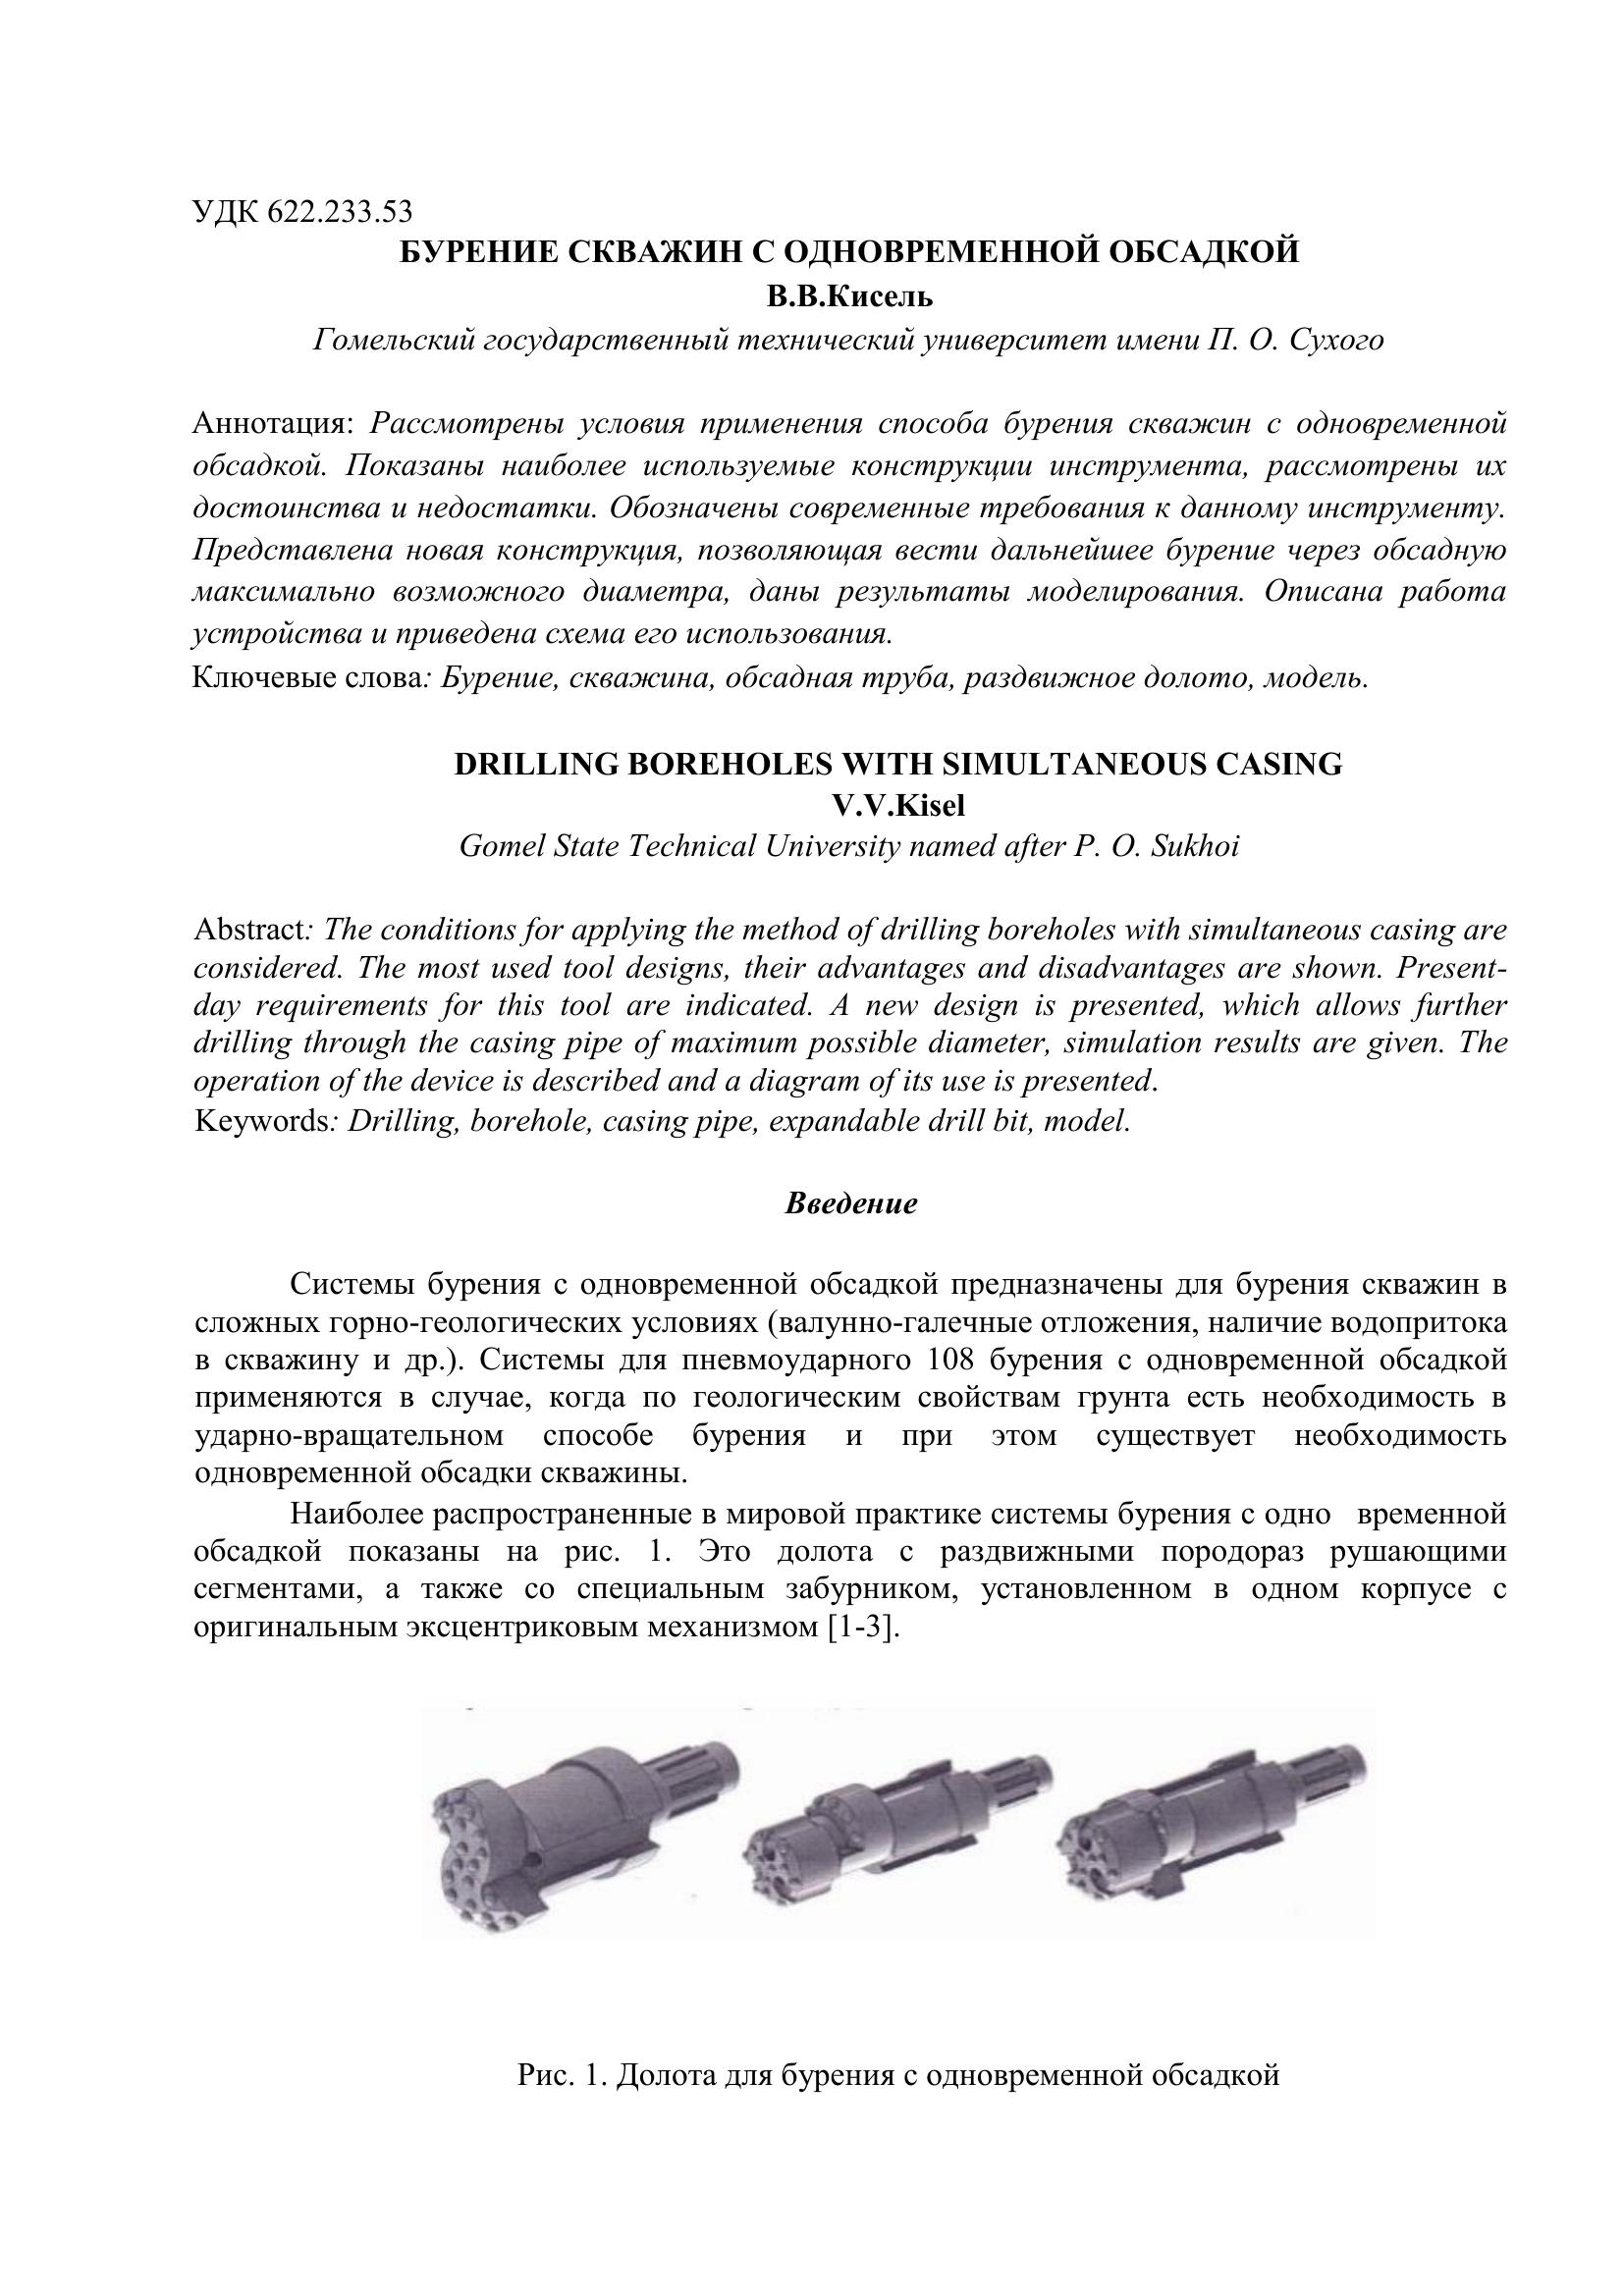 УДК 622.233.53
БУРЕНИЕ СКВАЖИН С ОДНОВРЕМЕННОЙ ОБСАДКОЙ
В.В.Кисель
Гомельский государственный технический университет имени П. О. Сухого
Аннотация: Рассмотрены условия применения способа бурения скважин с одновременной
обсадкой. Показаны наиболее используемые конструкции инструмента, рассмотрены их
достоинства и недостатки. Обозначены современные требования к данному инструменту.
Представлена новая конструкция, позволяющая вести дальнейшее бурение через обсадную
максимально возможного диаметра, даны результаты моделирования. Описана работа
устройства и приведена схема его использования.
Ключевые слова: Бурение, скважина, обсадная труба, раздвижное долото, модель.
DRILLING BOREHOLES WITH SIMULTANEOUS CASING
V.V.Kisel
Gomel State Technical University named after P. O. Sukhoi
Abstract: The conditions for applying the method of drilling boreholes with simultaneous casing are
considered. The most used tool designs, their advantages and disadvantages are shown. Present-
day requirements for this tool are indicated. A new design is presented, which allows further
drilling through the casing pipe of maximum possible diameter, simulation results are given. The
operation of the device is described and a diagram of its use is presented.
Keywords: Drilling, borehole, casing pipe, expandable drill bit, model.
Введение
Системы бурения с одновременной обсадкой предназначены для бурения скважин в
сложных горно-геологических условиях (валунно-галечные отложения, наличие водопритока
в скважину и др.). Системы для пневмоударного 108 бурения с одновременной обсадкой
применяются в случае, когда по геологическим свойствам грунта есть необходимость в
ударно-вращательном способе бурения и при этом существует необходимость
одновременной обсадки скважины.
Наиболее распространенные в мировой практике системы бурения с одно временной
обсадкой показаны на рис. 1. Это долота с раздвижными породораз рушающими
сегментами, а также со специальным забурником, установленном в одном корпусе с
оригинальным эксцентриковым механизмом [1-3].
Рис. 1. Долота для бурения с одновременной обсадкой